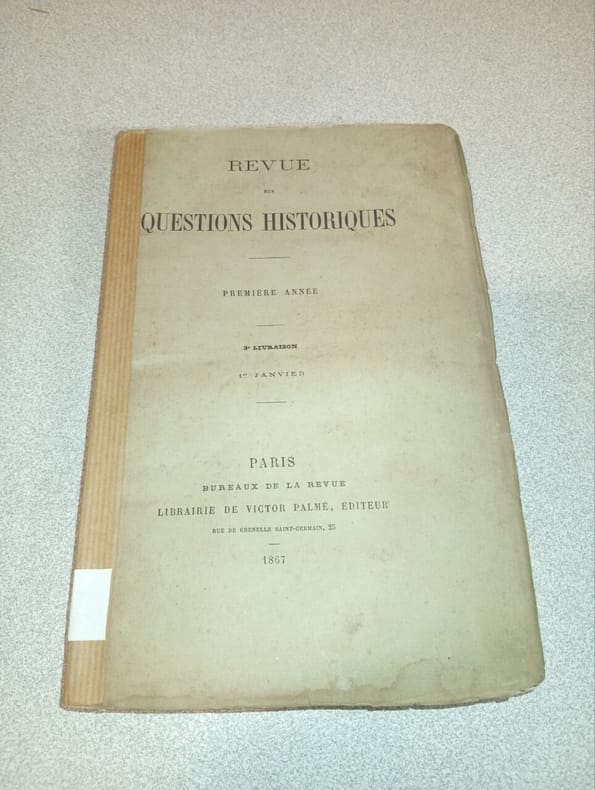 REVUE
DES
QUESTIONS HISTORIQUES
PREMIÈRE ANNÉE
3e LIVRAISON
1er JANVIER
PARIS
BUREAUX DE LA REVUE
LIBRAIRIE DE VICTOR PALMÉ, ÉDITEUR
RUE DE GRENELLE SAINT-GERMAIN, 25
1867